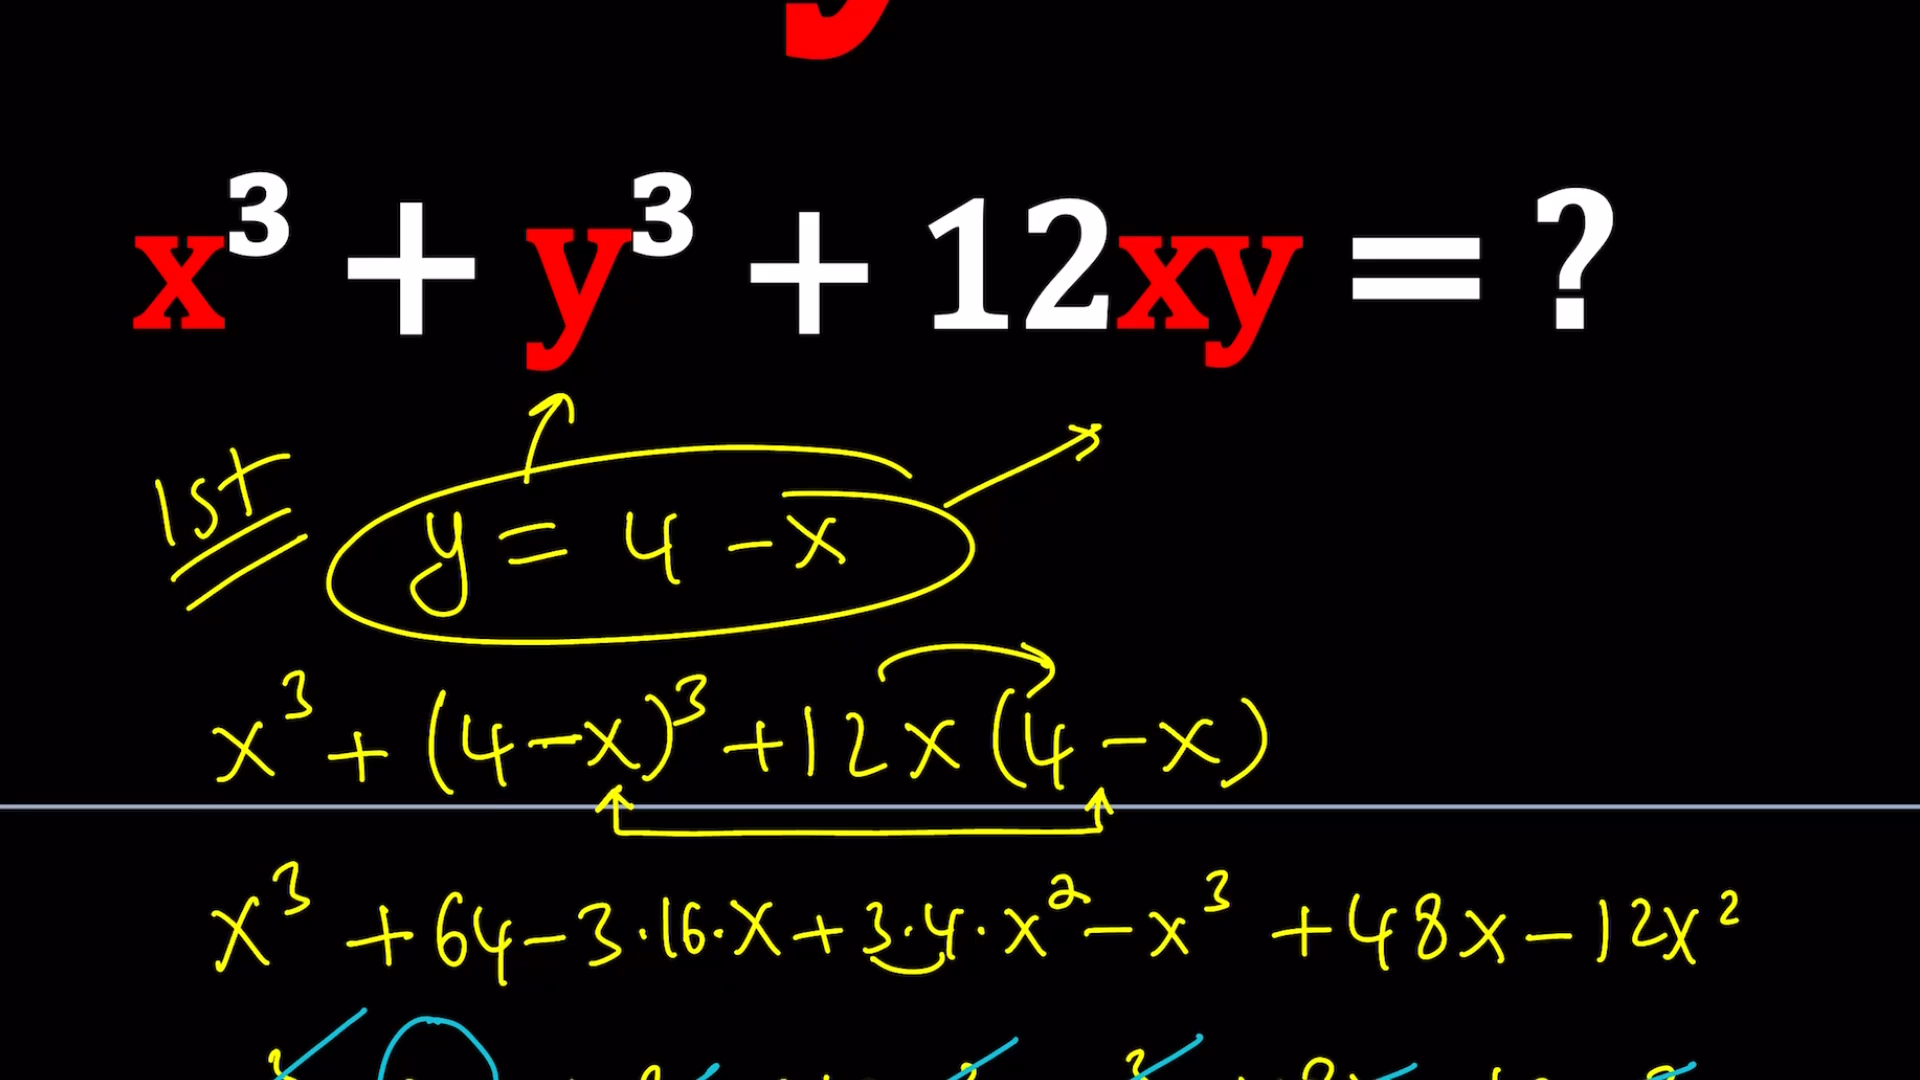 x³ + y³ + 12xy = ?
1st
y = 4 - x
x³ + (4-x)³ + 12x(4-x)
x³ + 64 - 3·16·x + 3·4·x² - x³ + 48x - 12x²